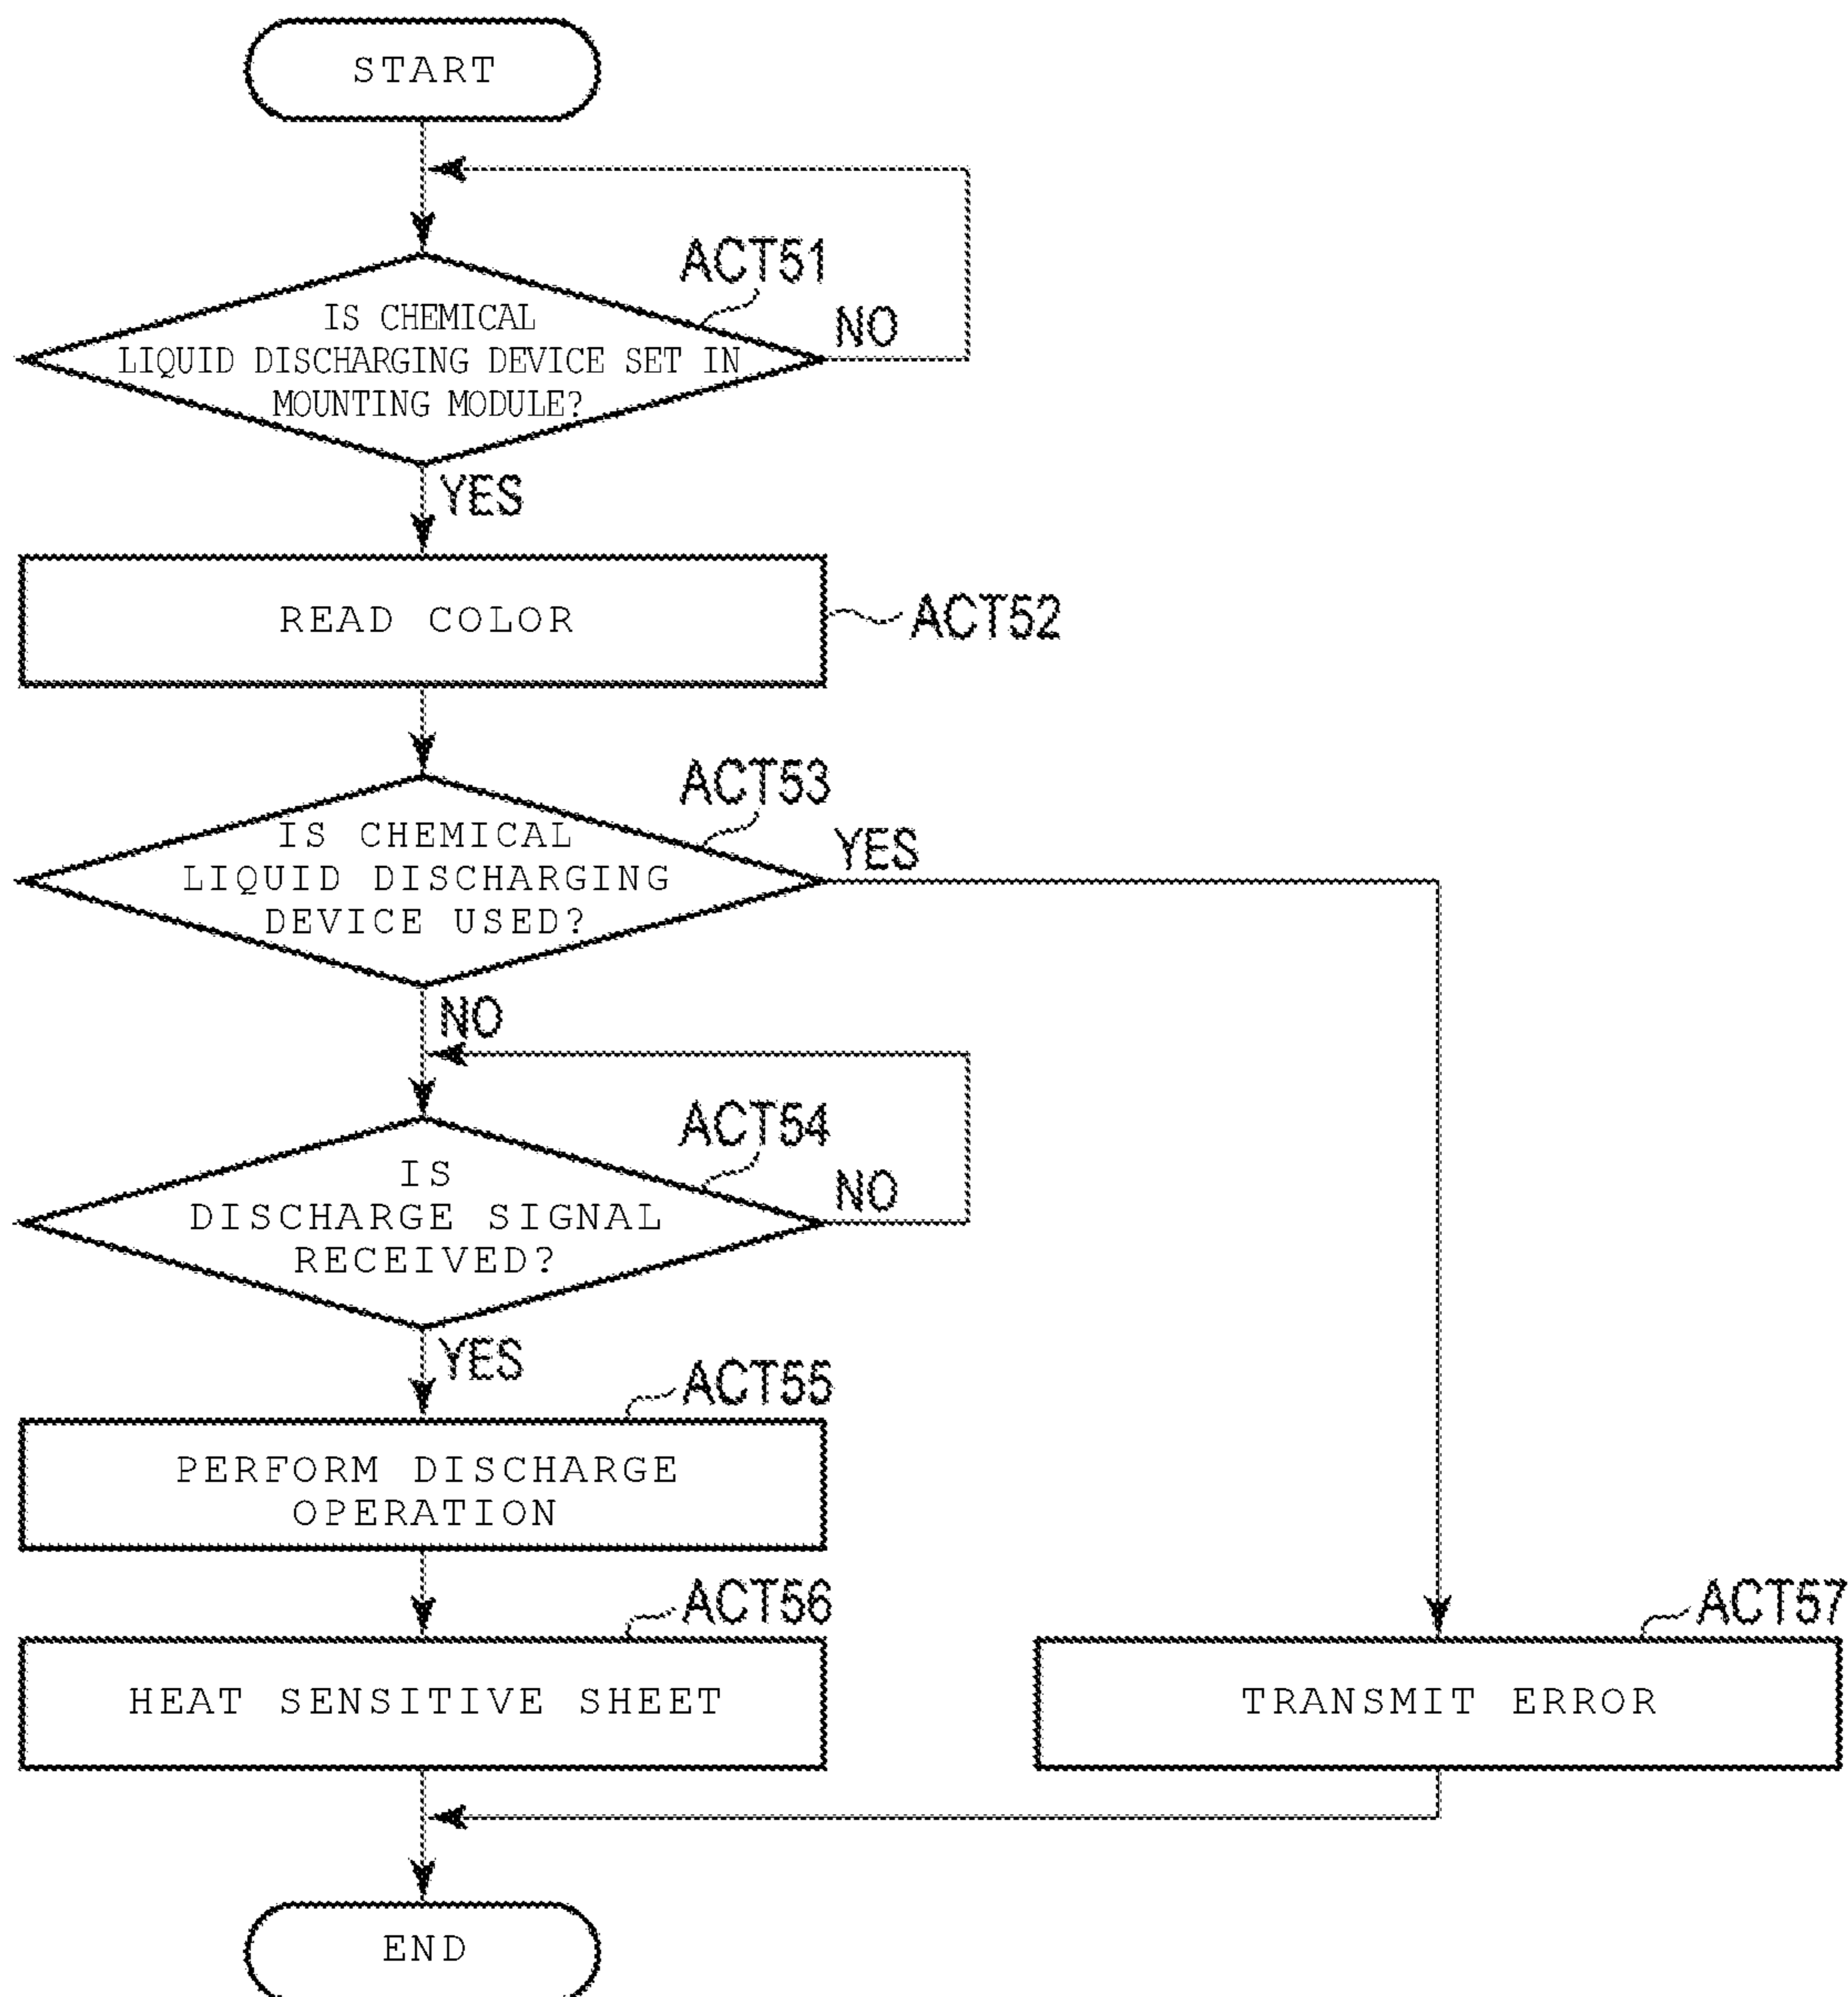 START
ACT51
IS CHEMICAL
LIQUID DISCHARGING DEVICE SET IN
MOUNTING MODULE?
NO
YES
READ COLOR
ACT52
ACT53
IS CHEMICAL
LIQUID DISCHARGING
DEVICE USED?
YES
NO
ACT54
IS
DISCHARGE SIGNAL
RECEIVED?
NO
YES
ACT55
PERFORM DISCHARGE
OPERATION
ACT56
HEAT SENSITIVE SHEET
ACT57
TRANSMIT ERROR
END